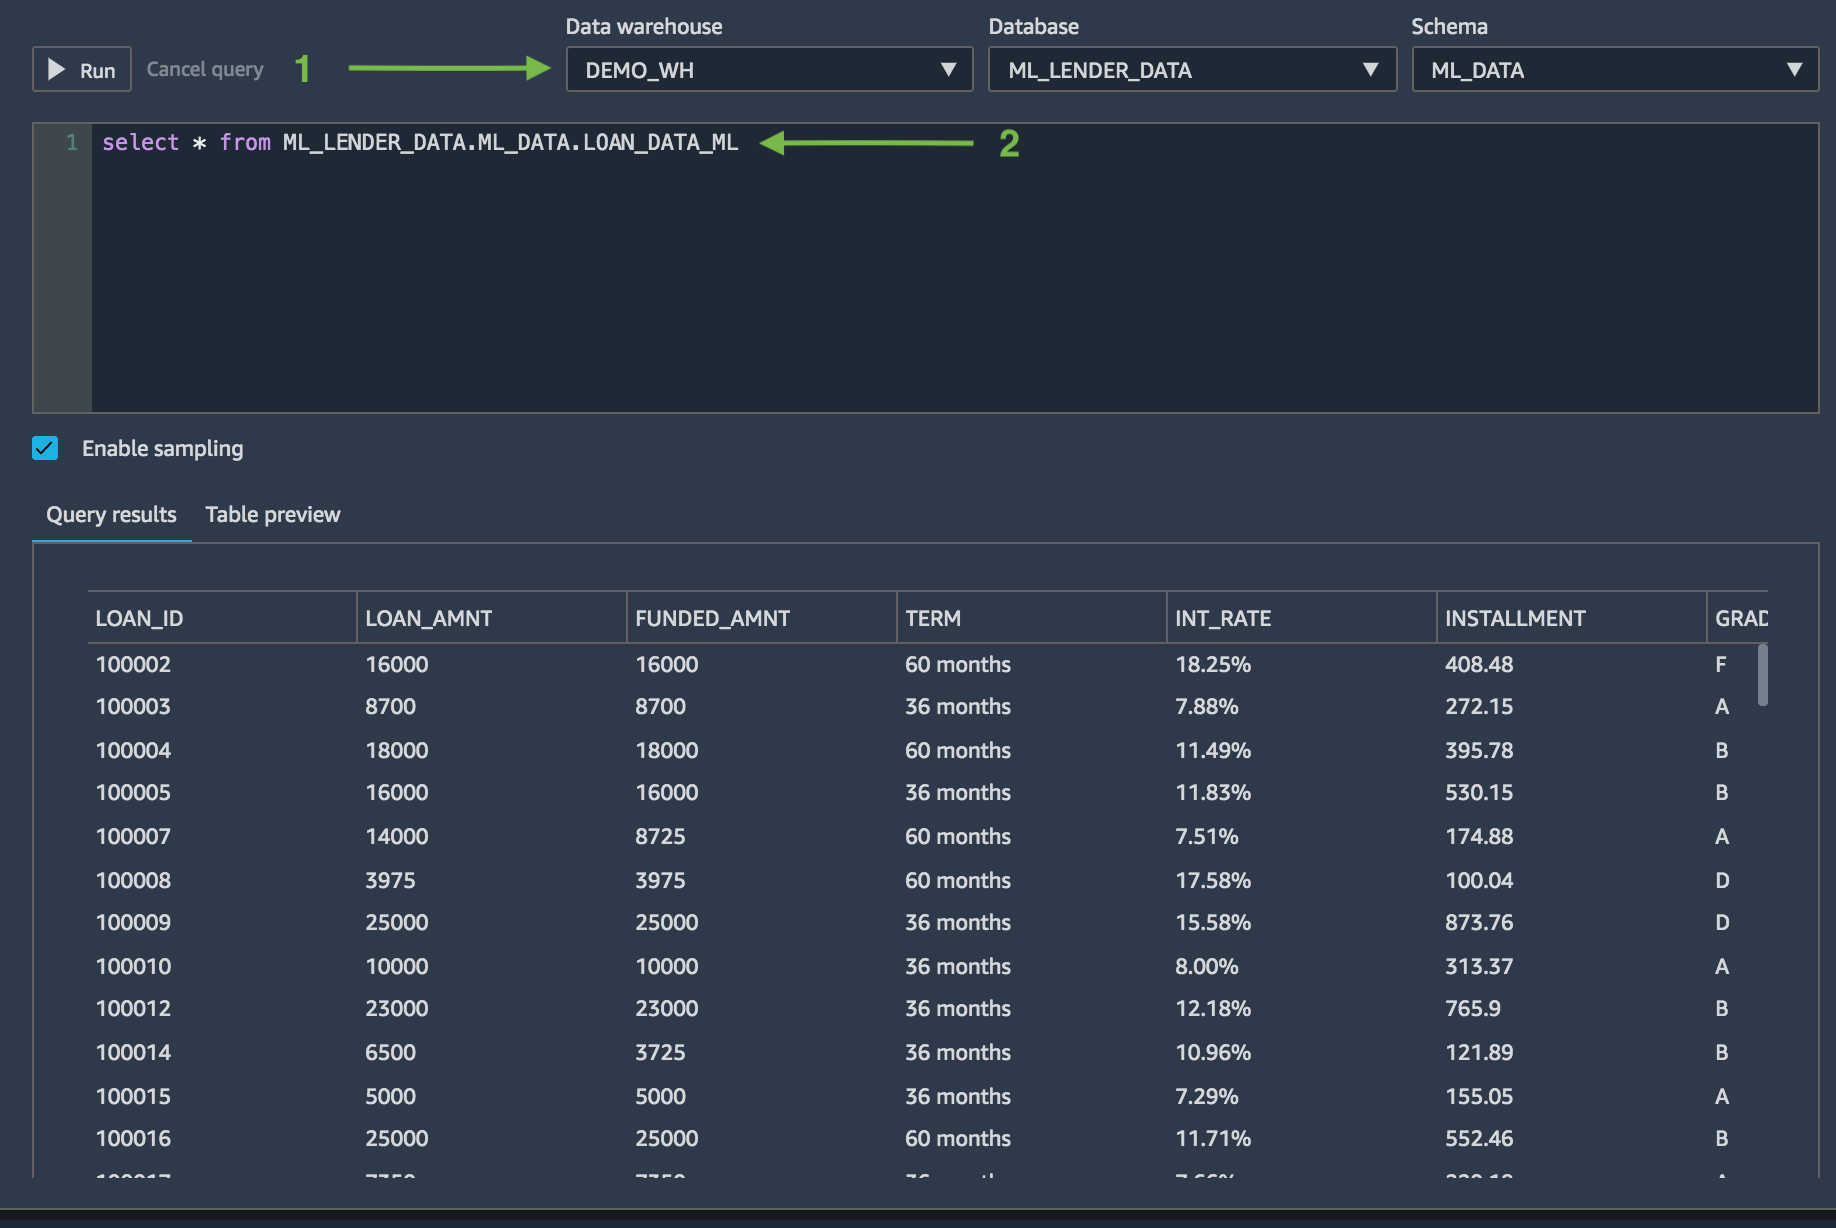 Data warehouse Database Schema
Run Cancel query 1 DEMO_WH ML_LENDER_DATA ML_DATA
1 select * from ML_LENDER_DATA.ML_DATA.LOAN_DATA_ML 2
Enable sampling
Query results Table preview
LOAN_ID LOAN_AMNT FUNDED_AMNT TERM INT_RATE INSTALLMENT GRAD
100002 16000 16000 60 months 18.25% 408.48 F
100003 8700 8700 36 months 7.88% 272.15 A
100004 18000 18000 60 months 11.49% 395.78 B
100005 16000 16000 36 months 11.83% 530.15 B
100007 14000 8725 60 months 7.51% 174.88 A
100008 3975 3975 60 months 17.58% 100.04 D
100009 25000 25000 36 months 15.58% 873.76 D
100010 10000 10000 36 months 8.00% 313.37 A
100012 23000 23000 36 months 12.18% 765.9 B
100014 6500 3725 36 months 10.96% 121.89 B
100015 5000 5000 36 months 7.29% 155.05 A
100016 25000 25000 60 months 11.71% 552.46 B